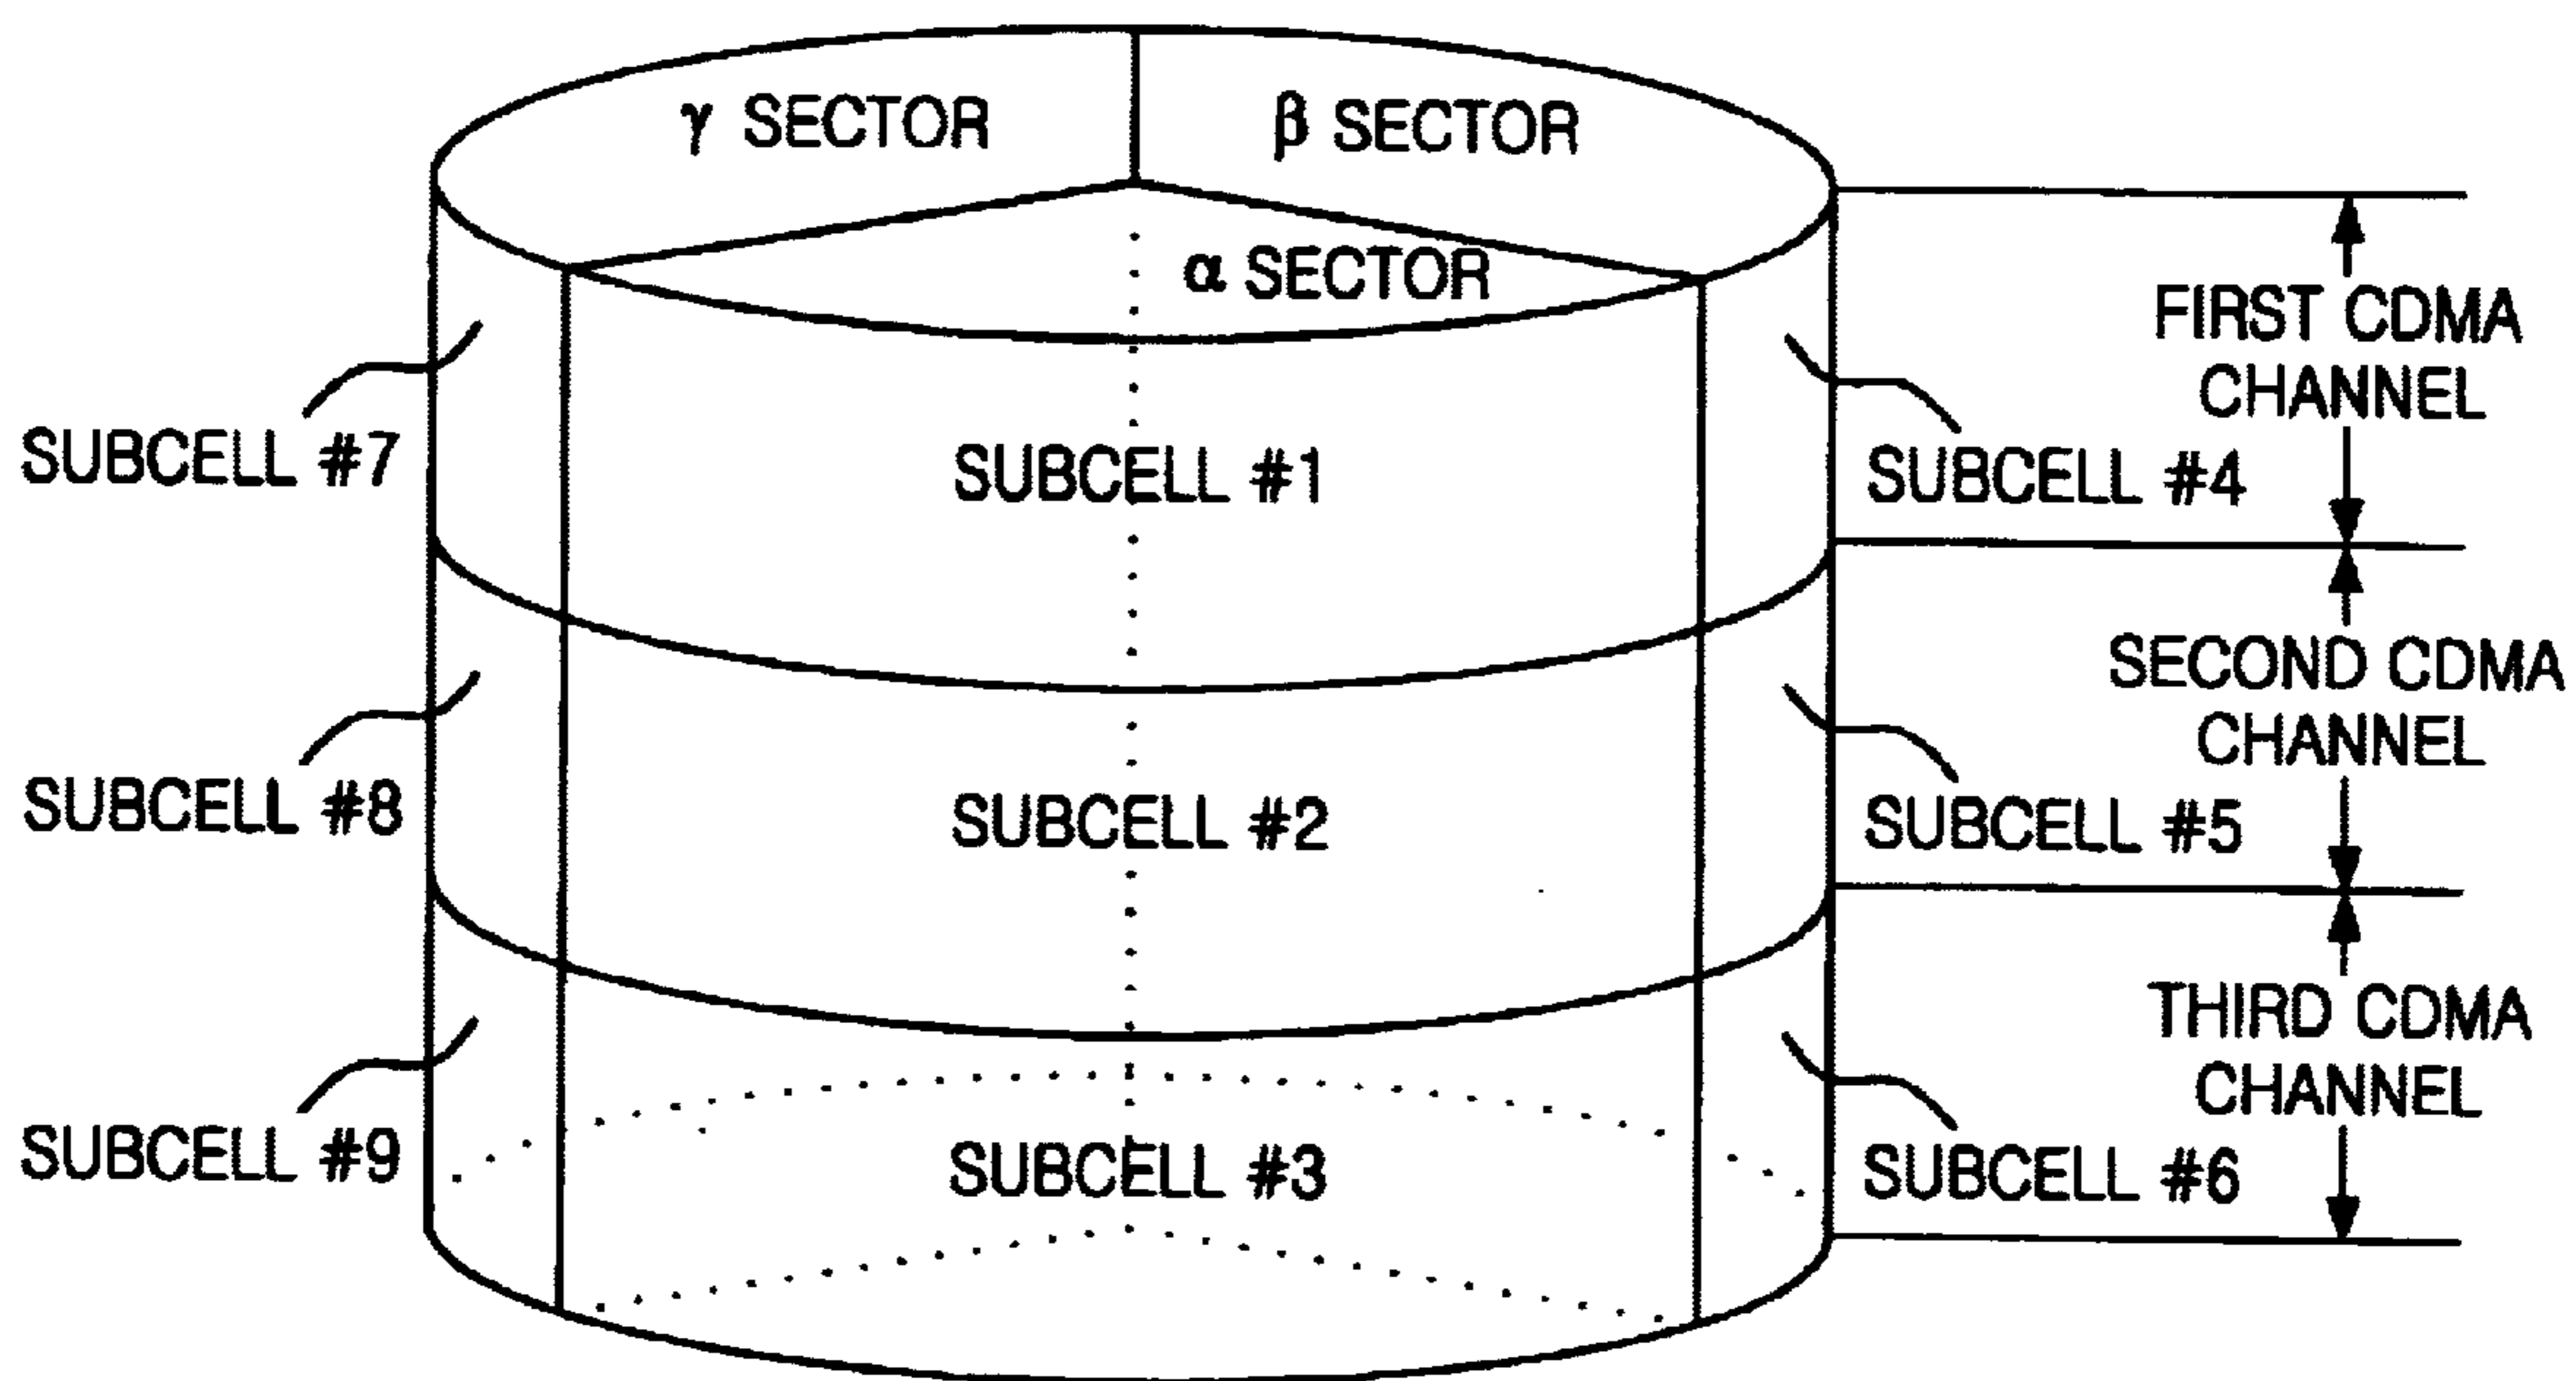 γ SECTOR
β SECTOR
α SECTOR
FIRST CDMA
CHANNEL
SUBCELL #7
SUBCELL #1
SUBCELL #4
SECOND CDMA
CHANNEL
SUBCELL #8
SUBCELL #2
SUBCELL #5
THIRD CDMA
CHANNEL
SUBCELL #9
SUBCELL #3
SUBCELL #6